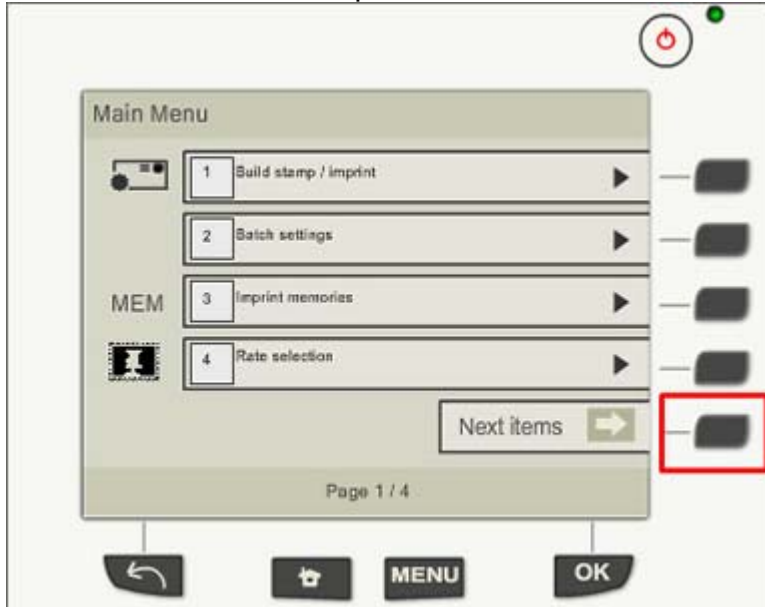 Main Menu
1 Build stamp / imprint
2 Batch settings
MEM 3 Imprint memories
4 Rate selection
Next items
Page 1 / 4
MENU OK